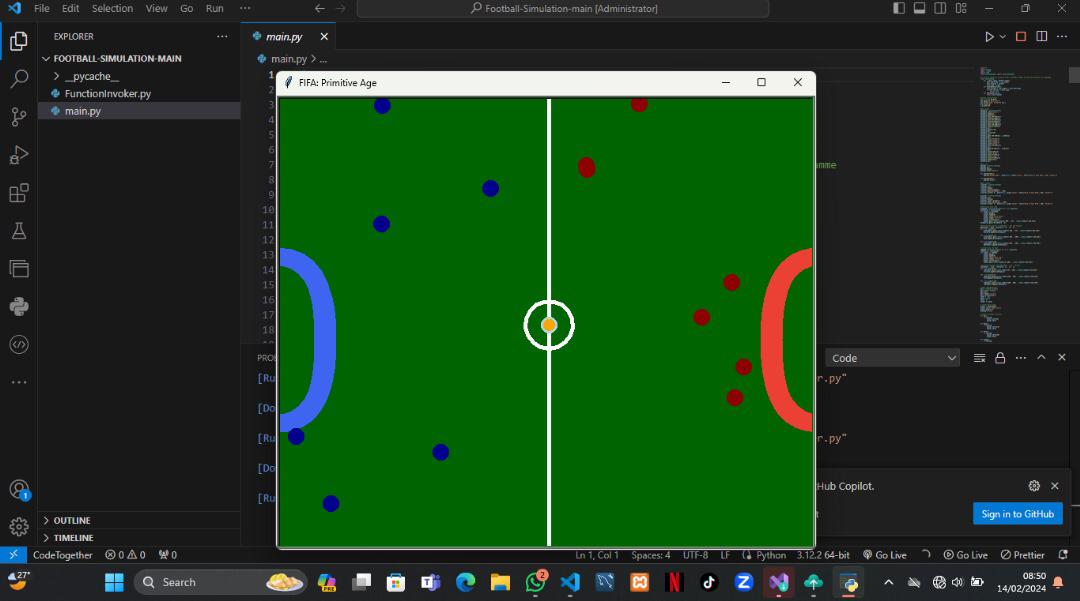 File Edit Selection View Go Run ··· Football-Simulation-main [Administrator]
EXPLORER ···
FOOTBALL-SIMULATION-MAIN
__pycache__
FunctionInvoker.py
main.py
OUTLINE
TIMELINE
main.py
main.py > ...
1
2
3
4
5
6
7
8
9
10
11
12
13
14
15
16
17
18
FIFA: Primitive Age
amme
PRO
Code
[Ru
r.py"
[Do
[Ru
er.py"
[Do
[Ru
Hub Copilot.
Sign in to GitHub
1
CodeTogether 0 0 0 Ln 1, Col 1 Spaces: 4 UTF-8 LF Python 3.12.2 64-bit Go Live Go Live Prettier
27°
Search
PRE
2
08:50
14/02/2024